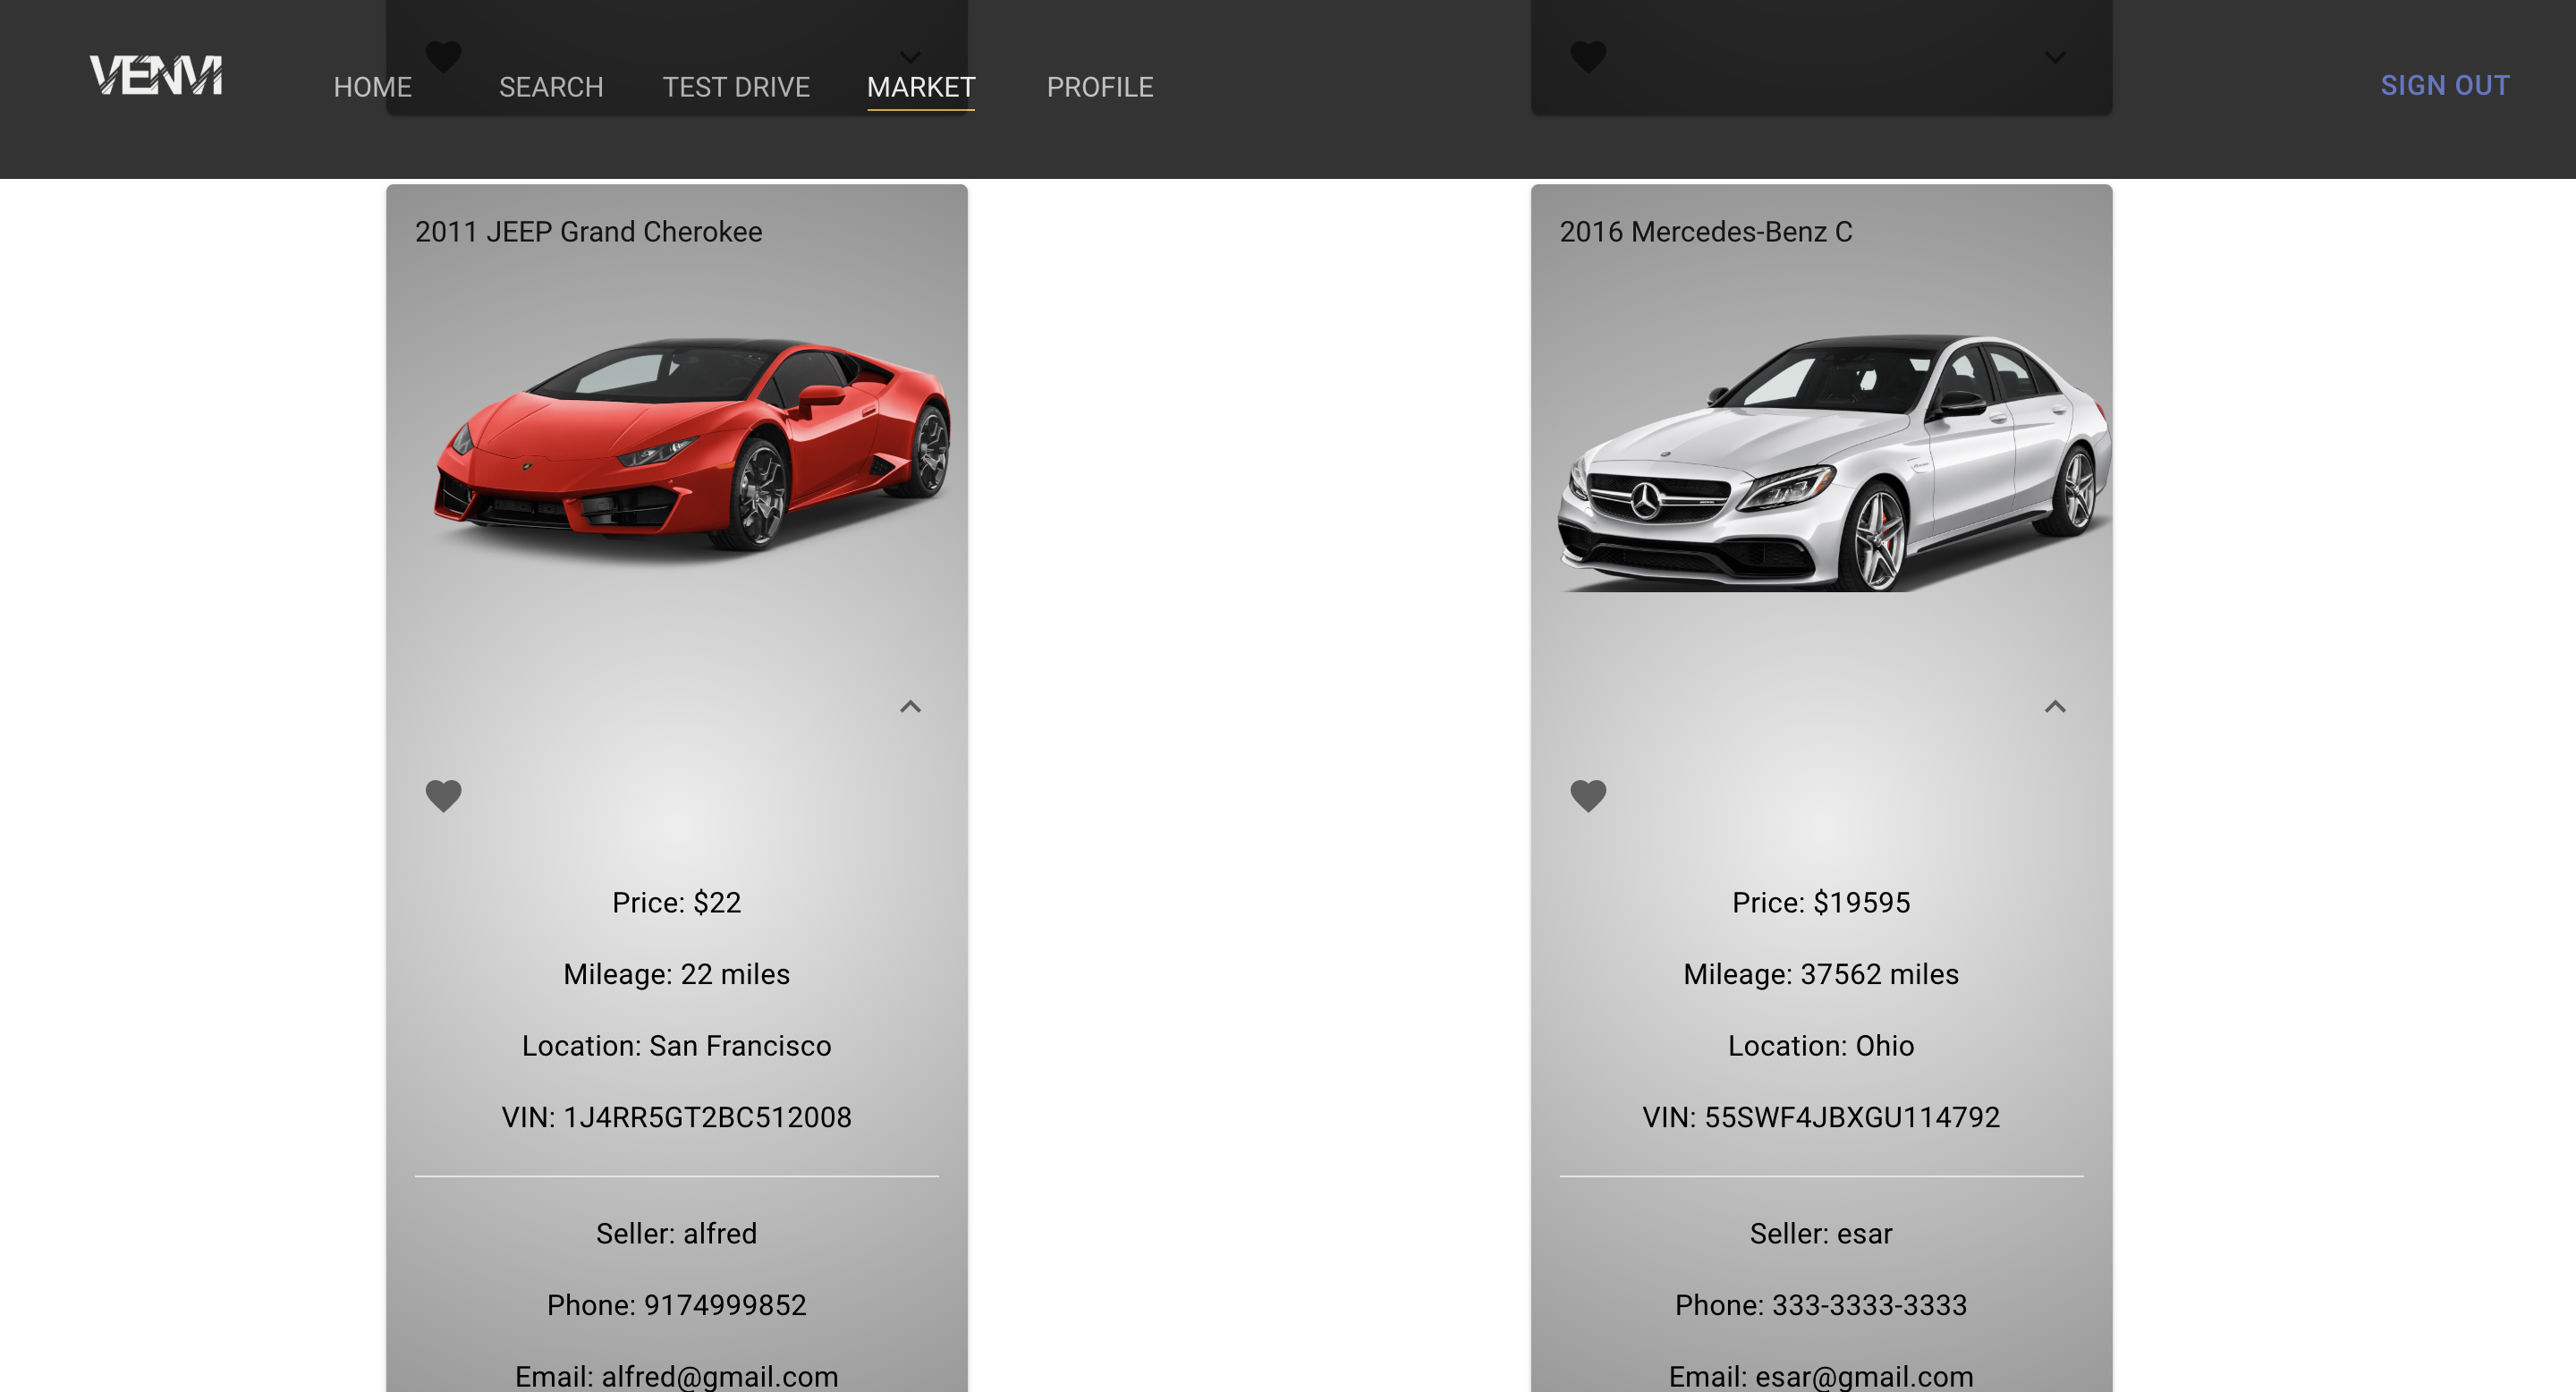 VENVI
HOME SEARCH TEST DRIVE MARKET PROFILE SIGN OUT
2011 JEEP Grand Cherokee
Price: $22
Mileage: 22 miles
Location: San Francisco
VIN: 1J4RR5GT2BC512008
Seller: alfred
Phone: 9174999852
Email: alfred@gmail.com
2016 Mercedes-Benz C
Price: $19595
Mileage: 37562 miles
Location: Ohio
VIN: 55SWF4JBXGU114792
Seller: esar
Phone: 333-3333-3333
Email: esar@gmail.com